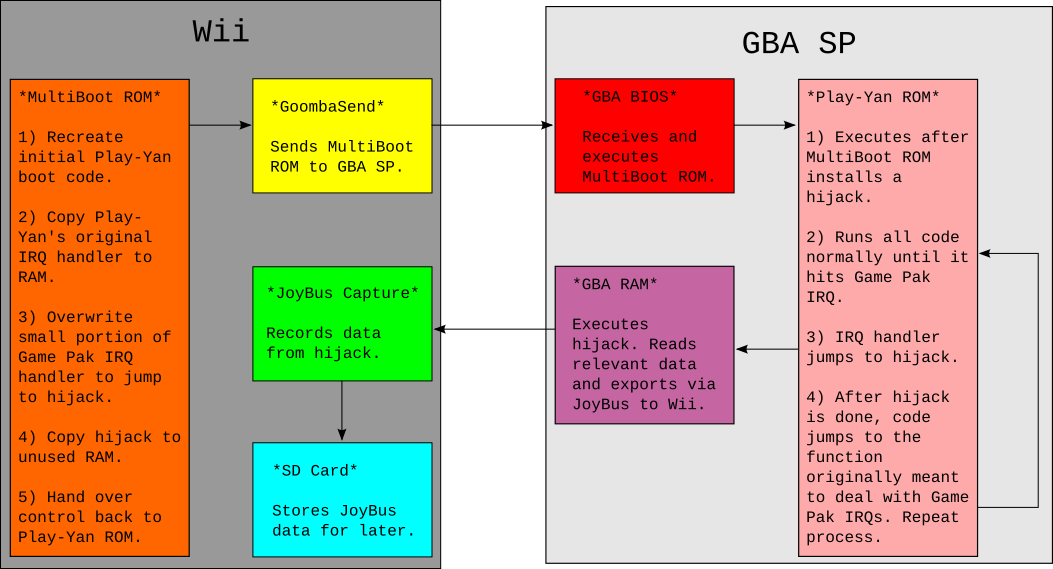 Wii
*MultiBoot ROM*
1) Recreate
initial Play-Yan
boot code.
2) Copy Play-
Yan's original
IRQ handler to
RAM.
3) Overwrite
small portion of
Game Pak IRQ
handler to jump
to hijack.
4) Copy hijack to
unused RAM.
5) Hand over
control back to
Play-Yan ROM.
*GoombaSend*
Sends MultiBoot
ROM to GBA SP.
*JoyBus Capture*
Records data
from hijack.
*SD Card*
Stores JoyBus
data for later.
GBA SP
*GBA BIOS*
Receives and
executes
MultiBoot ROM.
*GBA RAM*
Executes
hijack. Reads
relevant data
and exports via
JoyBus to Wii.
*Play-Yan ROM*
1) Executes after
MultiBoot ROM
installs a
hijack.
2) Runs all code
normally until it
hits Game Pak
IRQ.
3) IRQ handler
jumps to hijack.
4) After hijack
is done, code
jumps to the
function
originally meant
to deal with Game
Pak IRQs. Repeat
process.